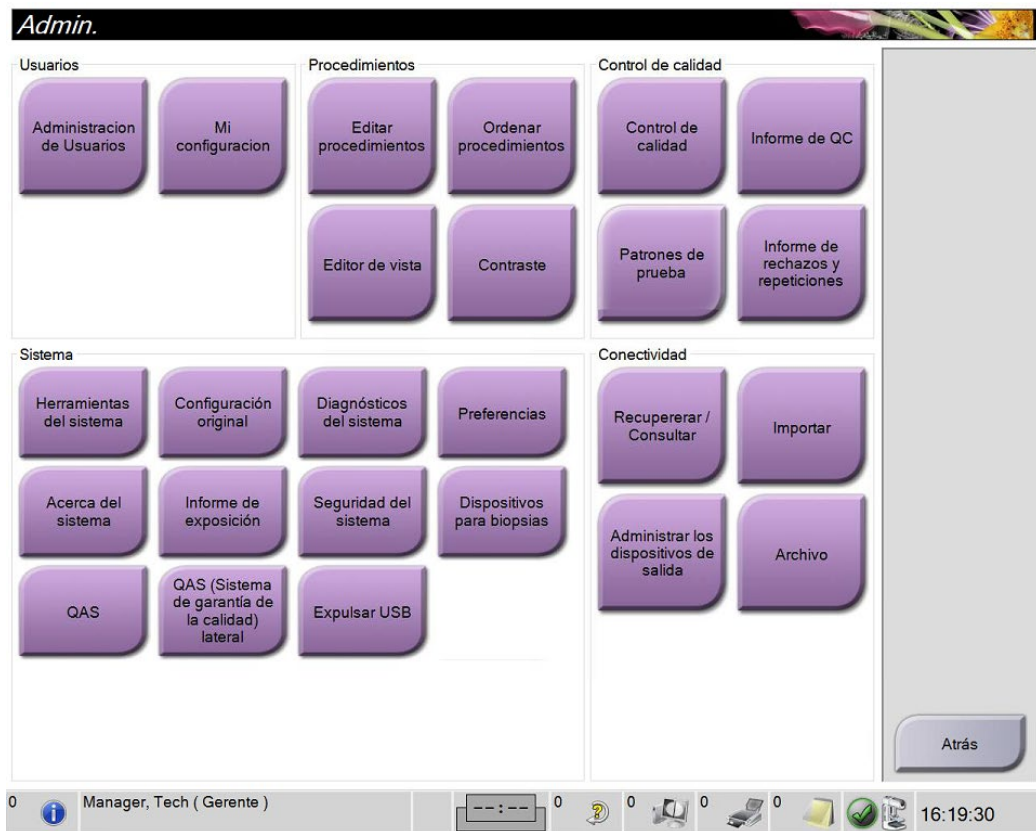 Admin.
Usuarios
Administracion
de Usuarios
Mi
configuracion
Procedimientos
Editar
procedimientos
Ordenar
procedimientos
Editor de vista
Contraste
Control de calidad
Control de
calidad
Informe de QC
Patrones de
prueba
Informe de
rechazos y
repeticiones
Sistema
Herramientas
del sistema
Configuración
original
Diagnósticos
del sistema
Preferencias
Acerca del
sistema
Informe de
exposición
Seguridad del
sistema
Dispositivos
para biopsias
QAS
QAS (Sistema
de garantía de
la calidad)
lateral
Expulsar USB
Conectividad
Recupererar /
Consultar
Importar
Administrar los
dispositivos de
salida
Archivo
Atrás
0
Manager, Tech ( Gerente )
--:--
0
0
0
0
16:19:30